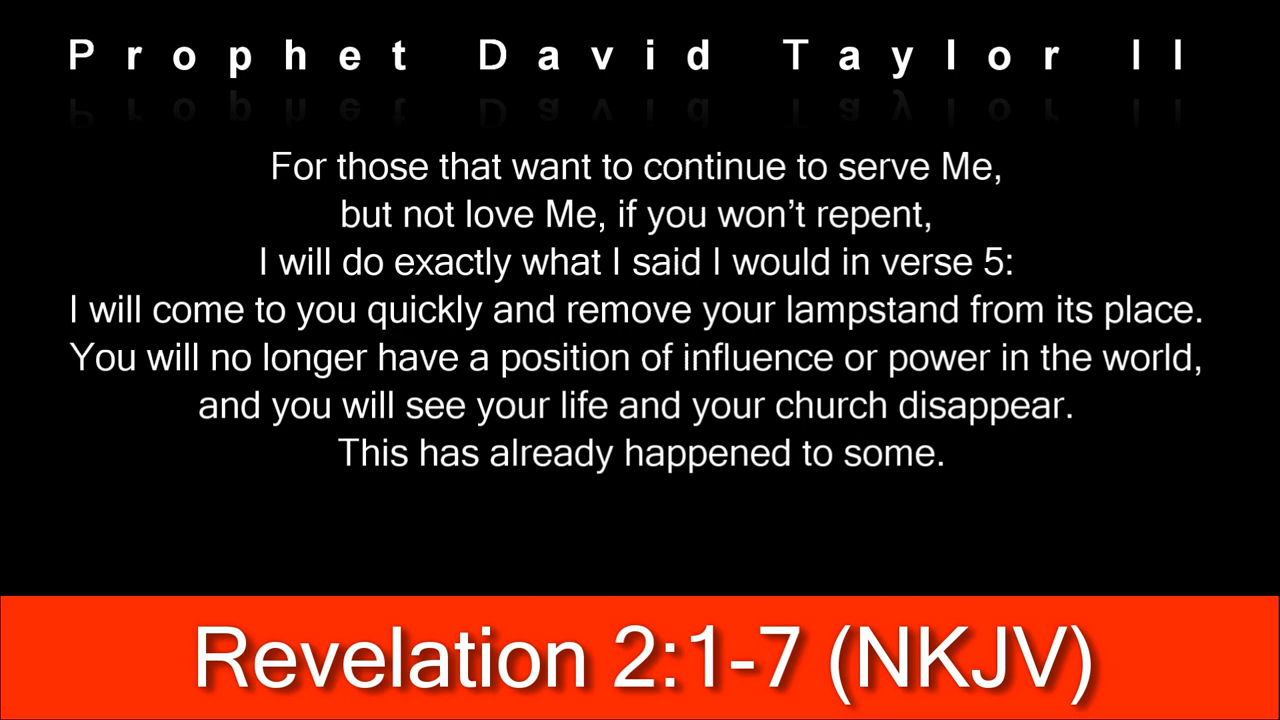 Prophet David Taylor II
For those that want to continue to serve Me,
but not love Me, if you won’t repent,
I will do exactly what I said I would in verse 5:
I will come to you quickly and remove your lampstand from its place.
You will no longer have a position of influence or power in the world,
and you will see your life and your church disappear.
This has already happened to some.
Revelation 2:1-7 (NKJV)